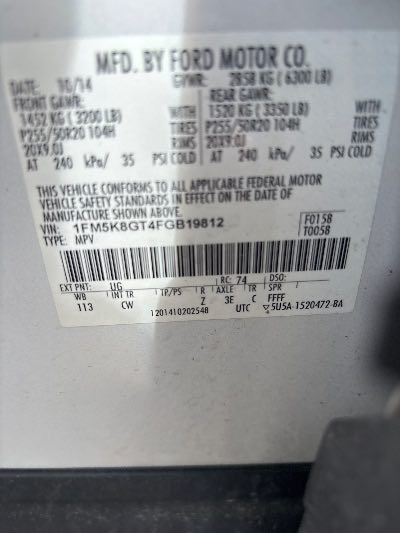 MFD. BY FORD MOTOR CO.
DATE: 10/14 GVWR: 2858 KG (6300 LB)
FRONT GAWR: REAR GAWR:
1452 KG (3200 LB) WITH 1520 KG (3350 LB) WITH
P255/50R20 104H TIRES P255/50R20 104H TIRES
20X9.0J RIMS 20X9.0J RIMS
AT 240 kPa/ 35 PSI COLD AT 240 kPa/ 35 PSI COLD
THIS VEHICLE CONFORMS TO ALL APPLICABLE FEDERAL MOTOR
VEHICLE SAFETY STANDARDS IN EFFECT ON THE DATE OF
MANUFACTURE SHOWN ABOVE.
VIN: 1FM5K8GT4FGB19812 F0158
TYPE: MPV T0058
EXT PNT: UG RC: 74 DSO:
WB INT TR TP/PS R AXLE TR SPR
113 CW Z 3E C FFFF
1201410202548 UTC 5U5A-1520472-BA